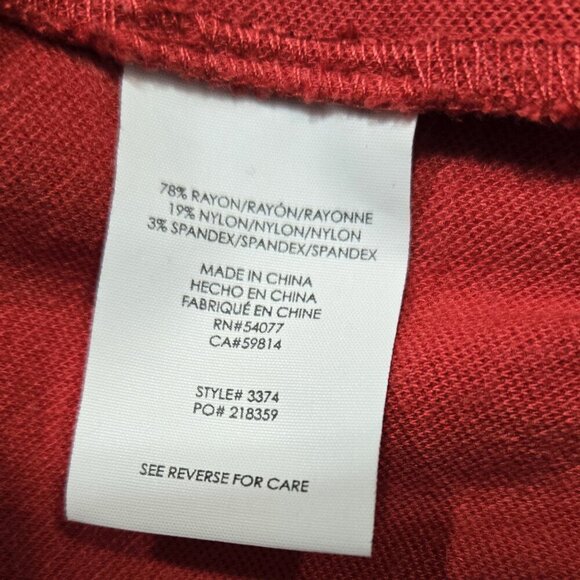 78% RAYON/RAYÓN/RAYONNE
19% NYLON/NYLON/NYLON
3% SPANDEX/SPANDEX/SPANDEX
MADE IN CHINA
HECHO EN CHINA
FABRIQUÉ EN CHINE
RN#54077
CA#59814
STYLE# 3374
PO# 218359
SEE REVERSE FOR CARE